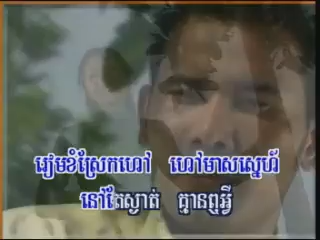 រៀមខំស្រែកហៅ ហៅមាសស្នេហ៍
នៅតែស្ងាត់ គ្មានឮអ្វី